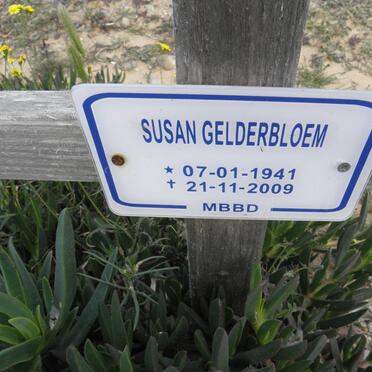 SUSAN GELDERBLOEM
★ 07-01-1941
✝ 21-11-2009
MBBD